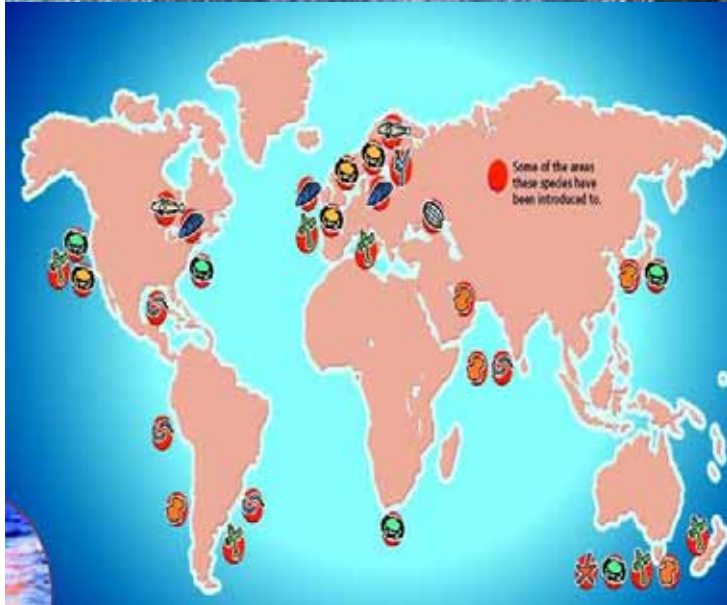 Some of the areas
these species have
been introduced to.